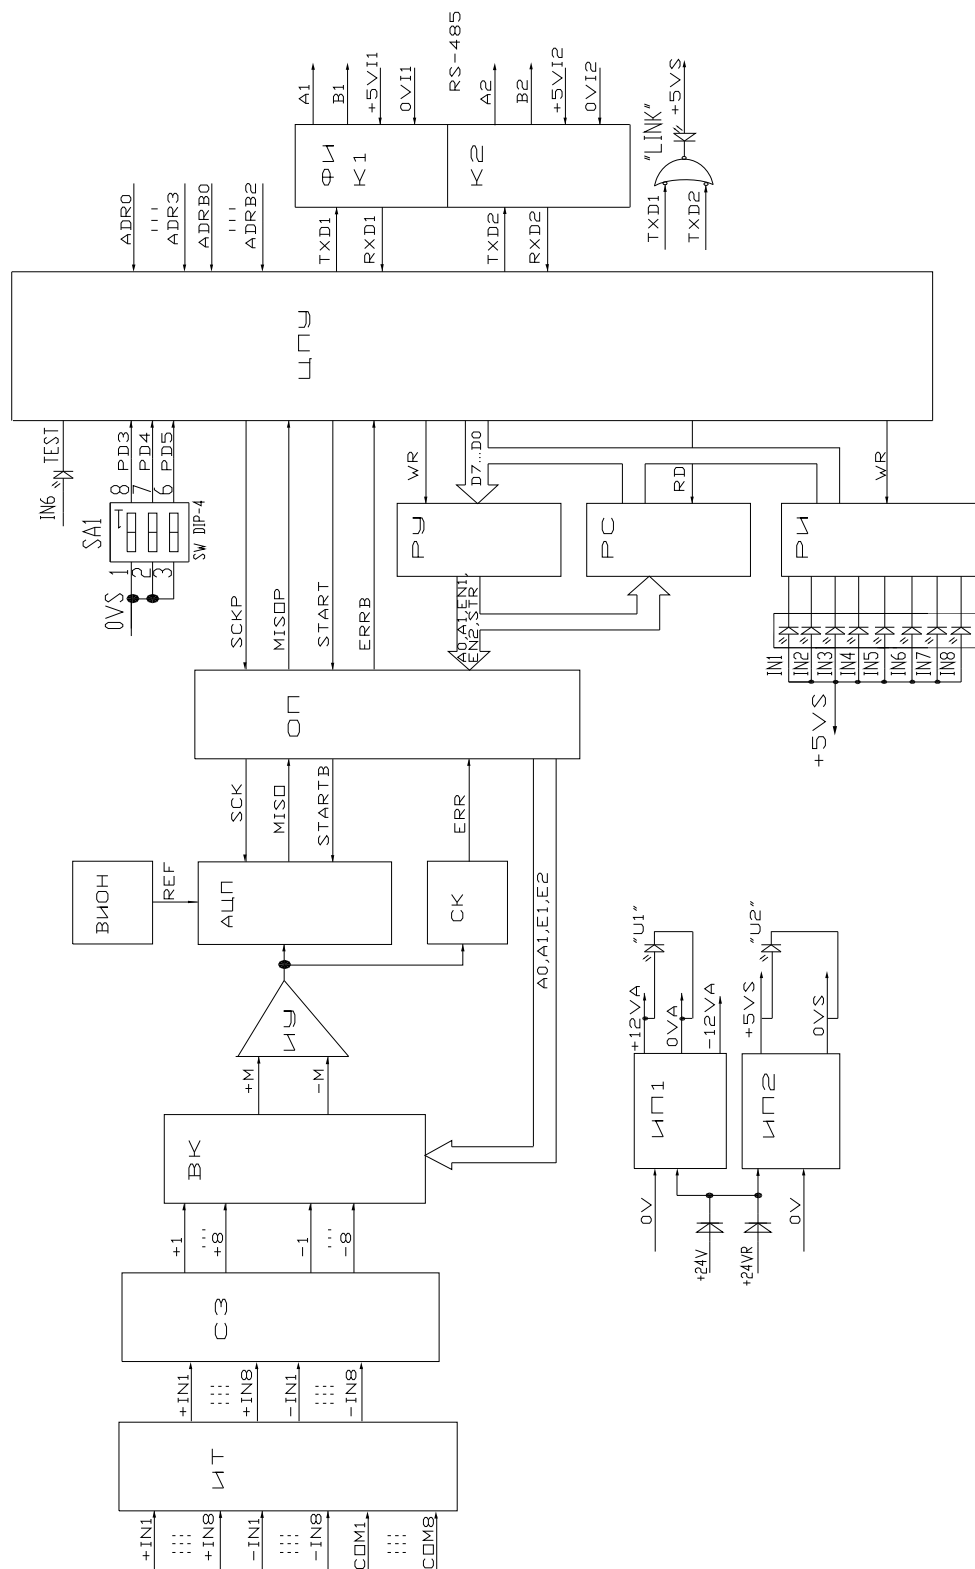 A1
B1
+5VI1
0VI1
RS-485
A2
B2
+5VI2
0VI2
ФИ
К1
К2
"LINK"
+5VS
TXD1
TXD2
ADR0
ADR3
ADRB0
ADRB2
TXD1
RXD1
TXD2
RXD2
ЦПУ
IN6
TEST
SA1
1
8
PD3
7
PD4
6
PD5
SW DIP-4
1
2
3
0VS
SCKP
MISOP
START
ERRB
WR
D7...D0
RD
WR
РУ
РС
РИ
A0,A1,EN1,
EN2,STR
IN1
IN2
IN3
IN4
IN5
IN6
IN7
IN8
+5VS
ОП
SCK
MISO
STARTB
ERR
A0,A1,E1,E2
ВИОН
REF
АЦП
СК
ИУ
+M
-M
ВК
+1
+8
-1
-8
СЗ
+IN1
+IN8
-IN1
-IN8
ИТ
+IN1
+IN8
-IN1
-IN8
COM1
COM8
"U1"
+12VA
0VA
-12VA
"U2"
+5VS
0VS
ИП1
ИП2
0V
+24V
+24VR
0V